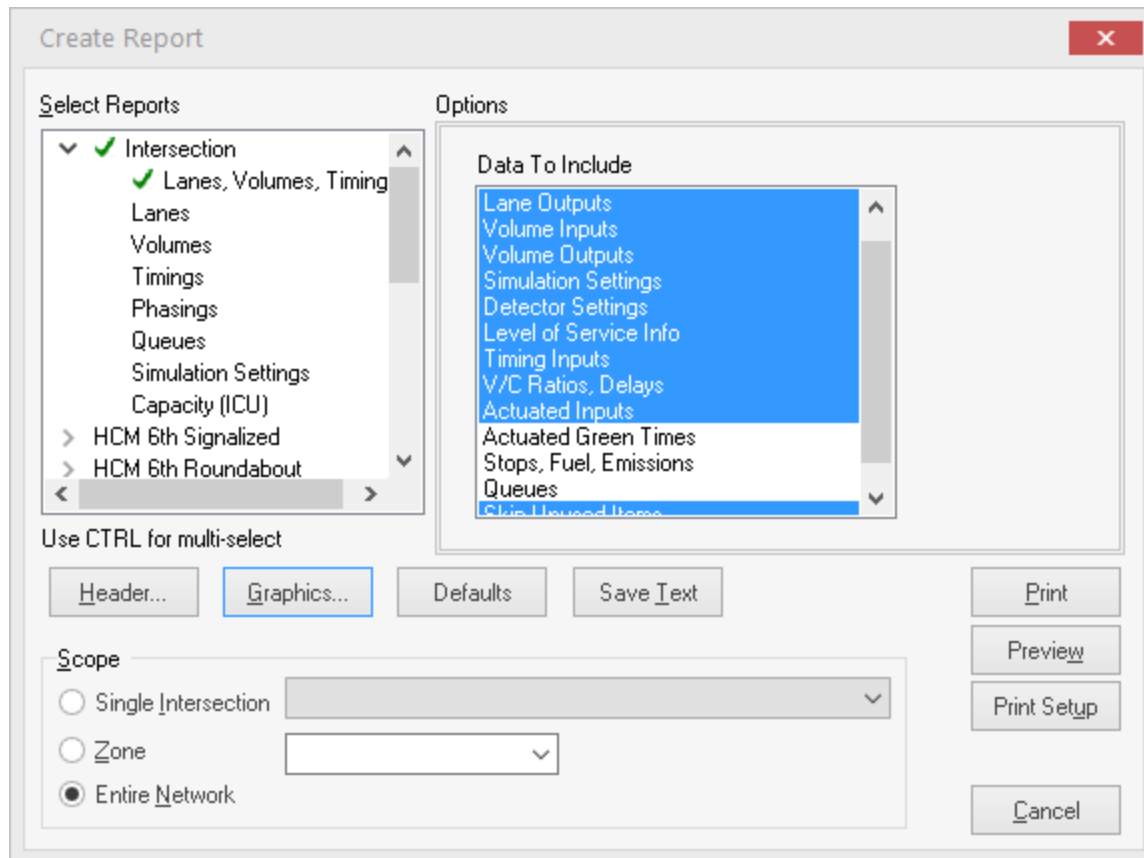 Create Report
Select Reports
Intersection
Lanes, Volumes, Timing
Lanes
Volumes
Timings
Phasings
Queues
Simulation Settings
Capacity (ICU)
HCM 6th Signalized
HCM 6th Roundabout
Use CTRL for multi-select
Options
Data To Include
Lane Outputs
Volume Inputs
Volume Outputs
Simulation Settings
Detector Settings
Level of Service Info
Timing Inputs
V/C Ratios, Delays
Actuated Inputs
Actuated Green Times
Stops, Fuel, Emissions
Queues
Skip Unused Items
Header... Graphics... Defaults Save Text Print
Preview
Print Setup
Cancel
Scope
Single Intersection
Zone
Entire Network